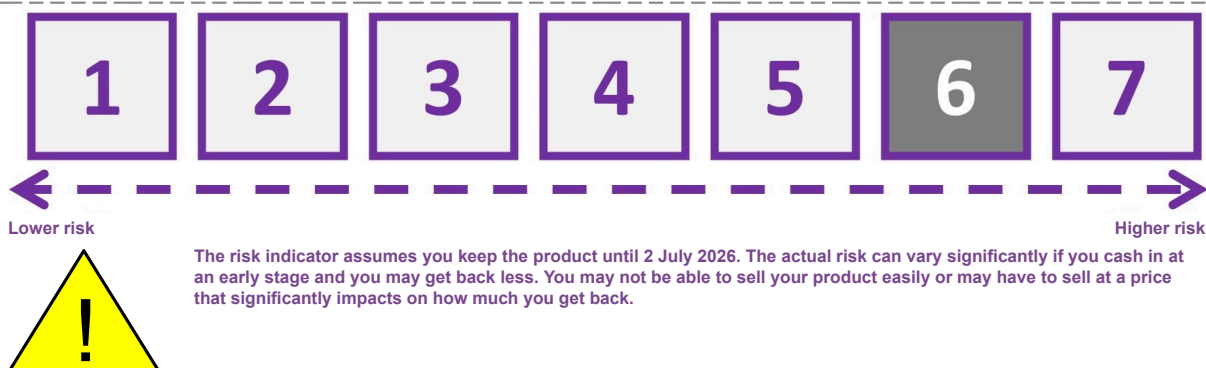 1 2 3 4 5 6 7
Lower risk Higher risk
The risk indicator assumes you keep the product until 2 July 2026. The actual risk can vary significantly if you cash in at
an early stage and you may get back less. You may not be able to sell your product easily or may have to sell at a price
that significantly impacts on how much you get back.
!